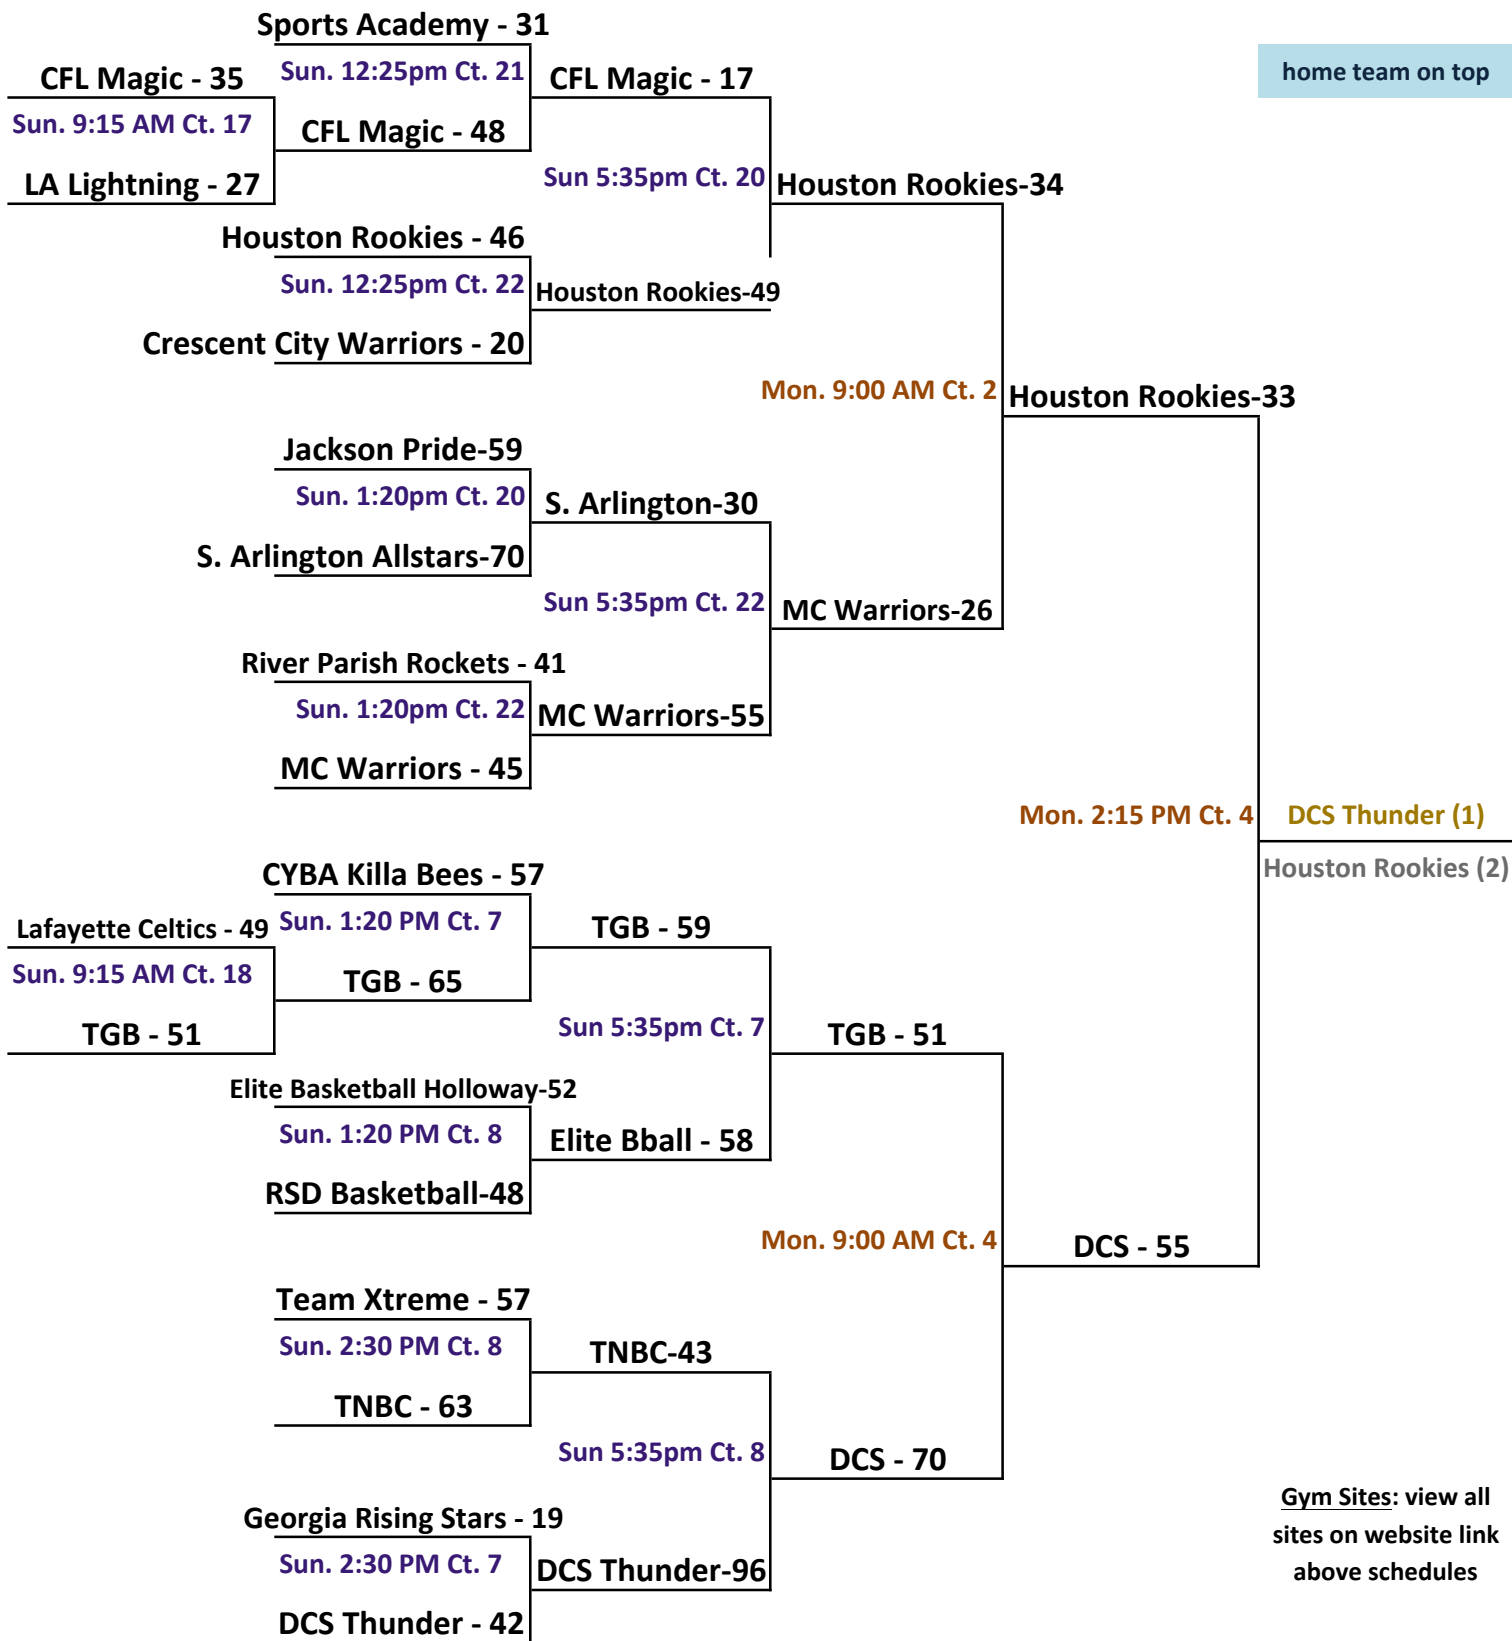 Sports Academy - 31
home team on top
CFL Magic - 35
Sun. 12:25pm Ct. 21
CFL Magic - 17
Sun. 9:15 AM Ct. 17
CFL Magic - 48
LA Lightning - 27
Sun 5:35pm Ct. 20
Houston Rookies-34
Houston Rookies - 46
Sun. 12:25pm Ct. 22
Houston Rookies-49
Crescent City Warriors - 20
Mon. 9:00 AM Ct. 2
Houston Rookies-33
Jackson Pride-59
Sun. 1:20pm Ct. 20
S. Arlington-30
S. Arlington Allstars-70
Sun 5:35pm Ct. 22
MC Warriors-26
River Parish Rockets - 41
Sun. 1:20pm Ct. 22
MC Warriors-55
MC Warriors - 45
Mon. 2:15 PM Ct. 4
DCS Thunder (1)
Houston Rookies (2)
CYBA Killa Bees - 57
Lafayette Celtics - 49
Sun. 1:20 PM Ct. 7
TGB - 59
Sun. 9:15 AM Ct. 18
TGB - 65
TGB - 51
Sun 5:35pm Ct. 7
TGB - 51
Elite Basketball Holloway-52
Sun. 1:20 PM Ct. 8
Elite Bball - 58
RSD Basketball-48
Mon. 9:00 AM Ct. 4
DCS - 55
Team Xtreme - 57
Sun. 2:30 PM Ct. 8
TNBC-43
TNBC - 63
Sun 5:35pm Ct. 8
DCS - 70
Georgia Rising Stars - 19
Sun. 2:30 PM Ct. 7
DCS Thunder-96
DCS Thunder - 42
Gym Sites: view all
sites on website link
above schedules